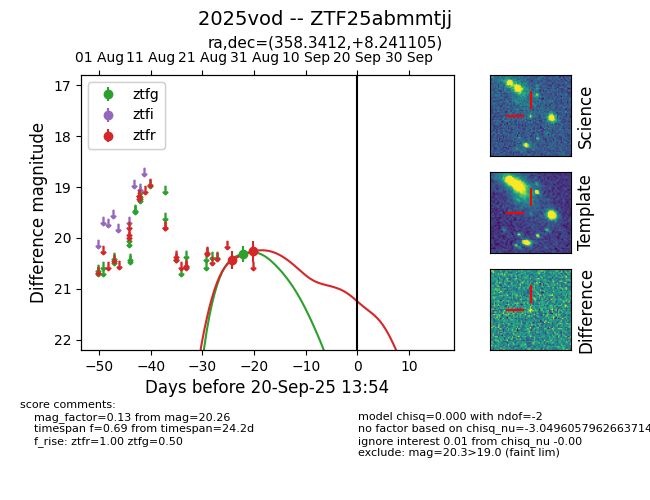 2025vod -- ZTF25abmmtjj
ra,dec=(358.3412,+8.241105)
01 Aug 11 Aug 21 Aug 31 Aug 10 Sep 20 Sep 30 Sep
17
18
19
20
21
22
Difference magnitude
ztfg
ztfi
ztfr
−50 −40 −30 −20 −10 0 10
Days before 20-Sep-25 13:54
Science
Template
Difference
score comments:
mag_factor=0.13 from mag=20.26
timespan f=0.69 from timespan=24.2d
f_rise: ztfr=1.00 ztfg=0.50
model chisq=0.000 with ndof=-2
no factor based on chisq_nu=-3.0496057962663714
ignore interest 0.01 from chisq_nu -0.00
exclude: mag=20.3>19.0 (faint lim)